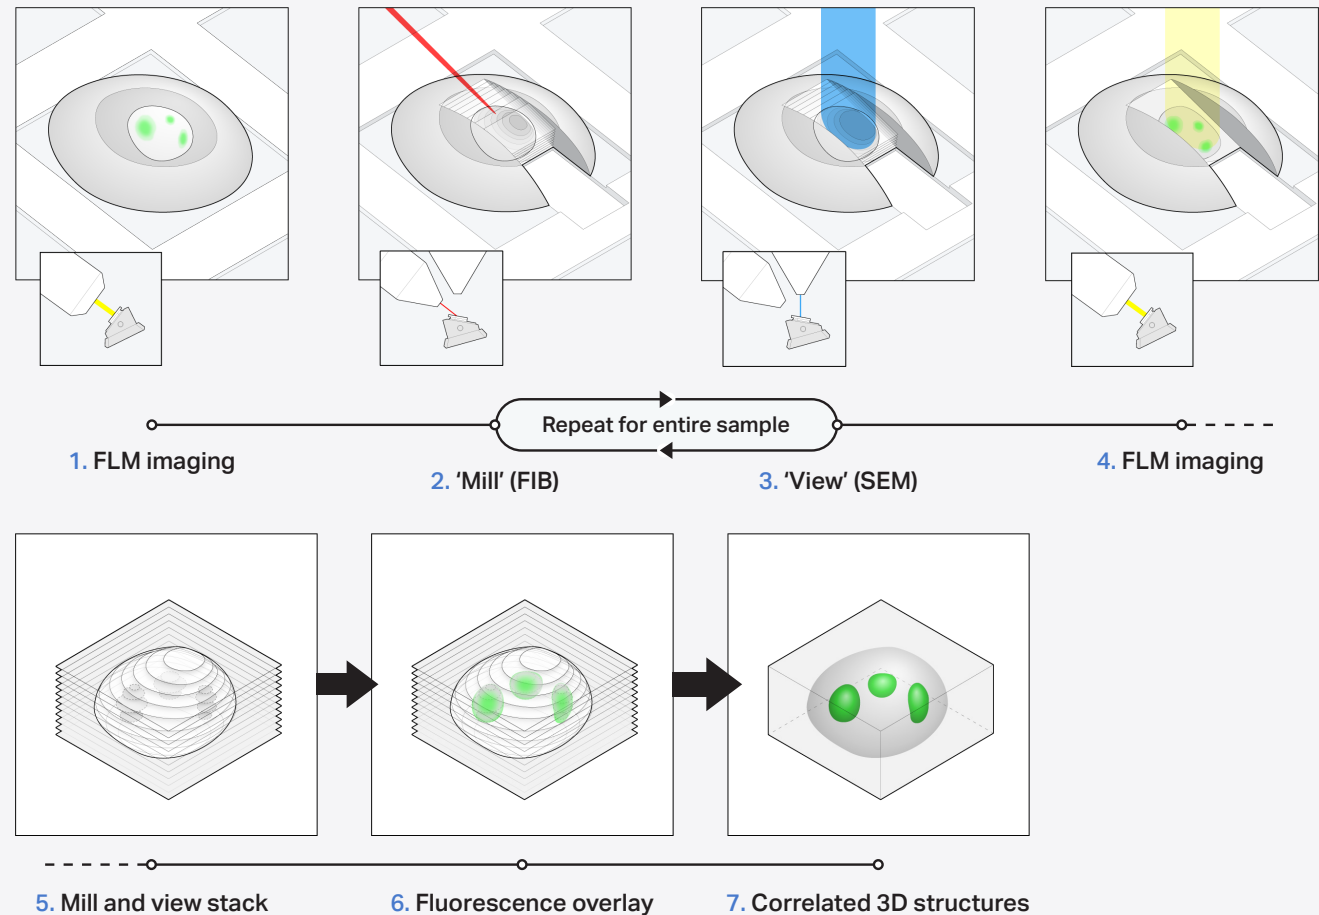 Repeat for entire sample
1. FLM imaging
2. ‘Mill’ (FIB)
3. ‘View’ (SEM)
4. FLM imaging
5. Mill and view stack
6. Fluorescence overlay
7. Correlated 3D structures